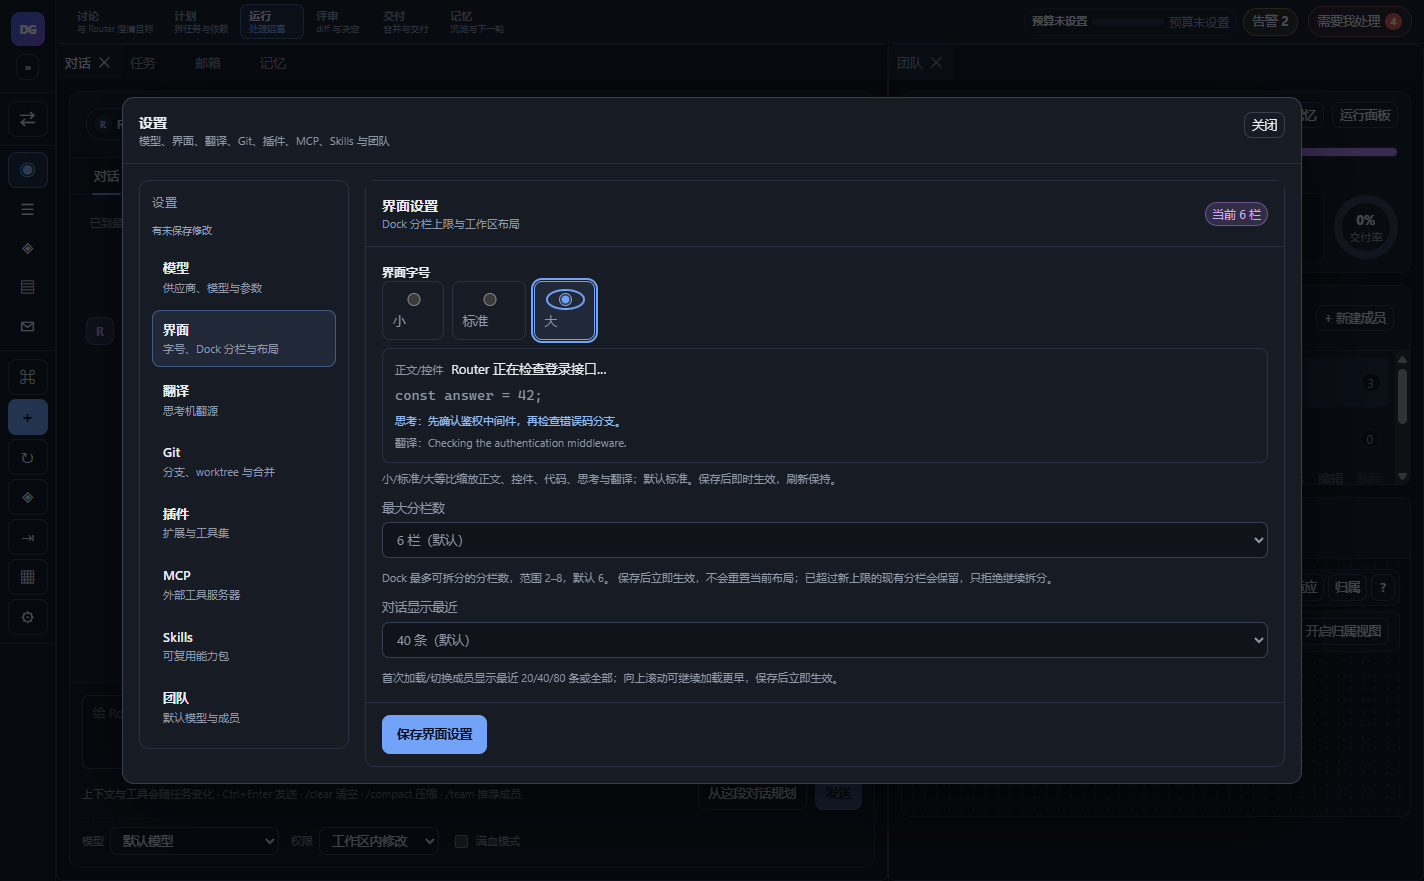 DG
»
讨论
与 Router 澄清目标
计划
拆任务与依赖
运行
处理阻塞
评审
diff 与决定
交付
合并与交付
记忆
沉淀与下一轮
预算未设置
预算未设置
告警 2
需要我处理 4
对话
任务
邮箱
记忆
团队
R
对话
R
设置
模型、界面、翻译、Git、插件、MCP、Skills 与团队
关闭
设置
有未保存修改
模型
供应商、模型与参数
界面
字号、Dock 分栏与布局
翻译
思考机翻源
Git
分支、worktree 与合并
插件
扩展与工具集
MCP
外部工具服务器
Skills
可复用能力包
团队
默认模型与成员
界面设置
Dock 分栏上限与工作区布局
当前 6 栏
界面字号
小
标准
大
正文/控件 Router 正在检查登录接口...
const answer = 42;
思考：先确认鉴权中间件，再检查错误码分支。
翻译：Checking the authentication middleware.
小/标准/大等比缩放正文、控件、代码、思考与翻译；默认标准。保存后即时生效，刷新保持。
最大分栏数
6 栏（默认）
Dock 最多可拆分的分栏数，范围 2–8，默认 6。 保存后立即生效，不会重置当前布局；已超过新上限的现有分栏会保留，只拒绝继续拆分。
对话显示最近
40 条（默认）
首次加载/切换成员显示最近 20/40/80 条或全部；向上滚动可继续加载更早，保存后立即生效。
保存界面设置
运行面板
0%
交付率
+ 新建成员
3
0
编辑
归属
?
开启归属视图
上下文与工具会随任务变化 · Ctrl+Enter 发送 · /clear 清空 · /compact 压缩 · /team 推荐成员
从这段对话规划
发送
模型
默认模型
权限
工作区内修改
满血模式